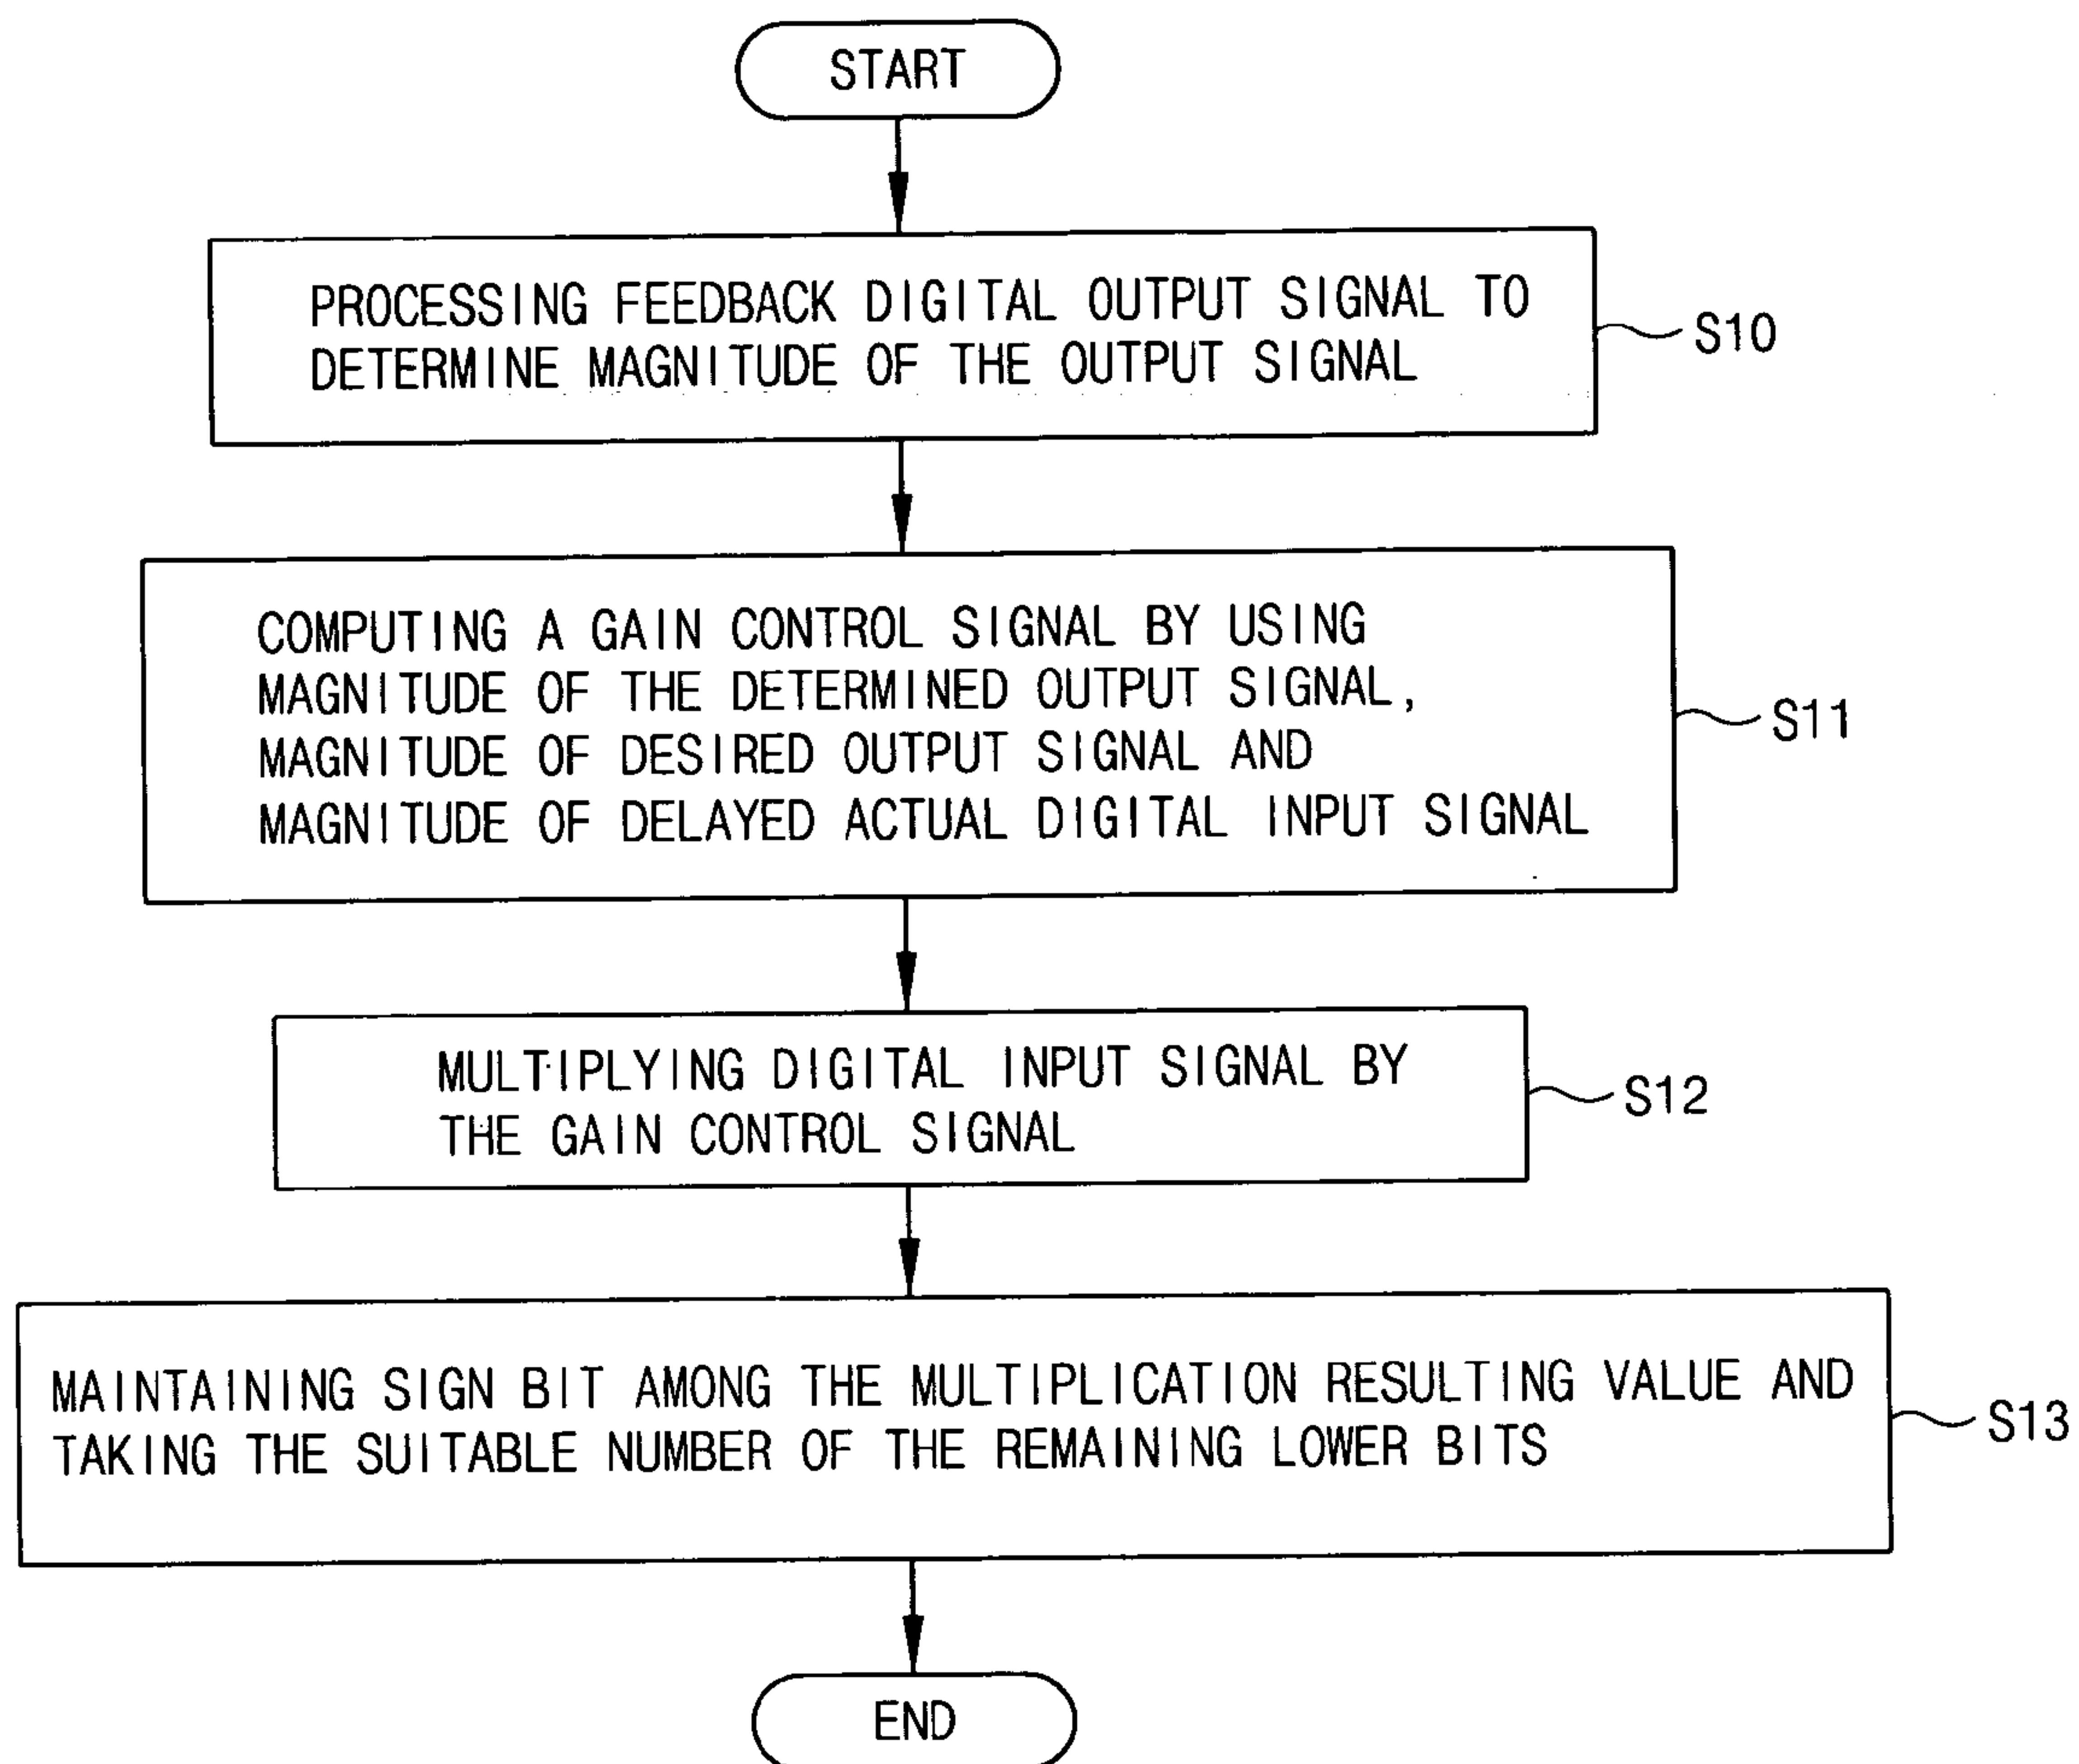 START
PROCESSING FEEDBACK DIGITAL OUTPUT SIGNAL TO
DETERMINE MAGNITUDE OF THE OUTPUT SIGNAL
S10
COMPUTING A GAIN CONTROL SIGNAL BY USING
MAGNITUDE OF THE DETERMINED OUTPUT SIGNAL,
MAGNITUDE OF DESIRED OUTPUT SIGNAL AND
MAGNITUDE OF DELAYED ACTUAL DIGITAL INPUT SIGNAL
S11
MULTIPLYING DIGITAL INPUT SIGNAL BY
THE GAIN CONTROL SIGNAL
S12
MAINTAINING SIGN BIT AMONG THE MULTIPLICATION RESULTING VALUE AND
TAKING THE SUITABLE NUMBER OF THE REMAINING LOWER BITS
S13
END